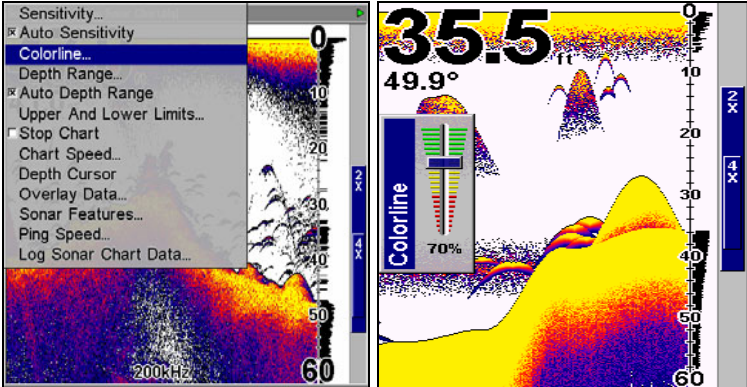 Sensitivity...
Auto Sensitivity
Colorline...
Depth Range...
Auto Depth Range
Upper And Lower Limits...
Stop Chart
Chart Speed...
Depth Cursor
Overlay Data...
Sonar Features...
Ping Speed...
Log Sonar Chart Data...
0
10
20
30
40
50
60
2X
4X
200kHz
35.5 ft
49.9°
Colorline
70%
0
10
20
30
40
50
60
2X
4X